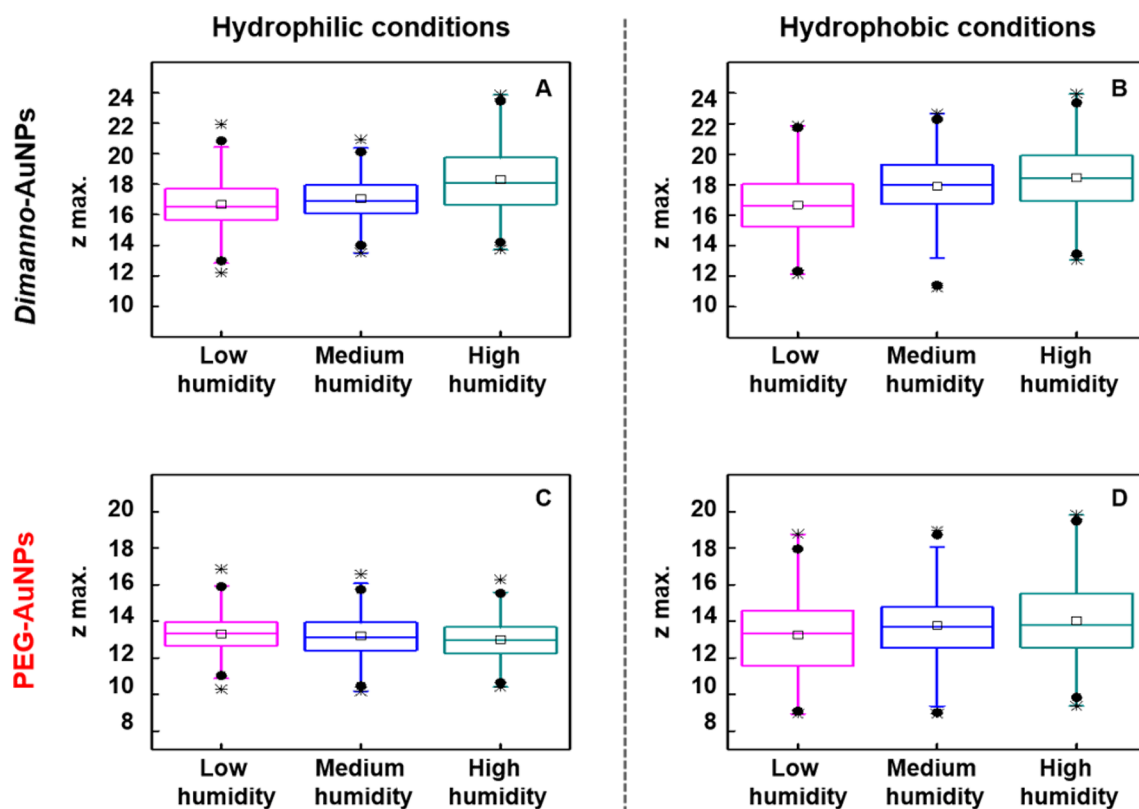 Hydrophilic conditions
Hydrophobic conditions
Dimanno-AuNPs
z max.
24
22
20
18
16
14
12
10
A
Low humidity
Medium humidity
High humidity
z max.
24
22
20
18
16
14
12
10
B
Low humidity
Medium humidity
High humidity
PEG-AuNPs
z max.
20
18
16
14
12
10
8
C
Low humidity
Medium humidity
High humidity
z max.
20
18
16
14
12
10
8
D
Low humidity
Medium humidity
High humidity